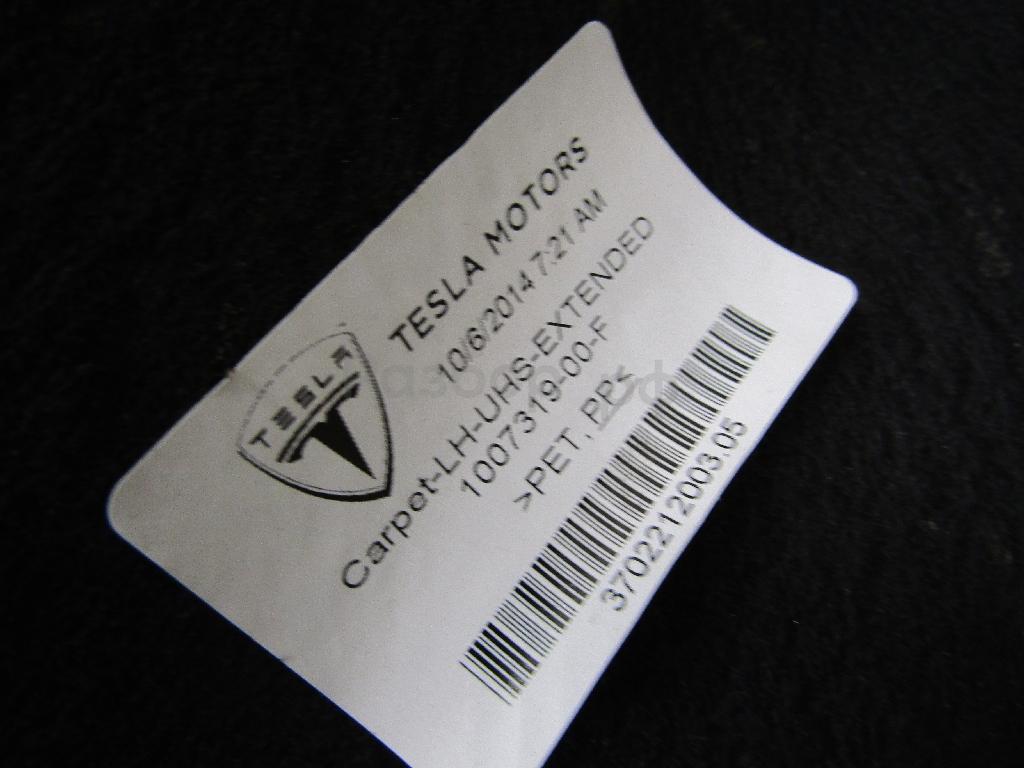 TESLA
TESLA MOTORS
10/6/2014 7:21 AM
Carpet-LH-UHS-EXTENDED
1007319-00-F
>PET, PP<
3702212003.05